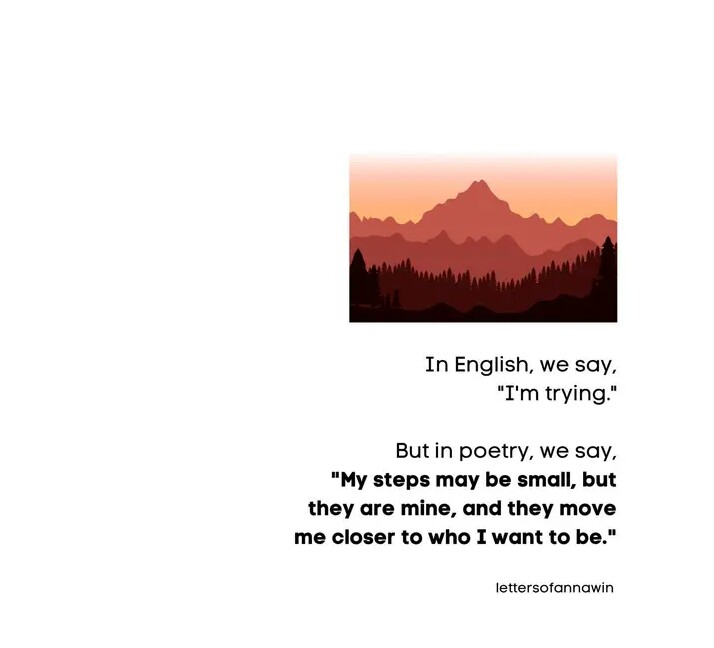 In English, we say,
"I'm trying."
But in poetry, we say,
"My steps may be small, but
they are mine, and they move
me closer to who I want to be."
lettersofannawin